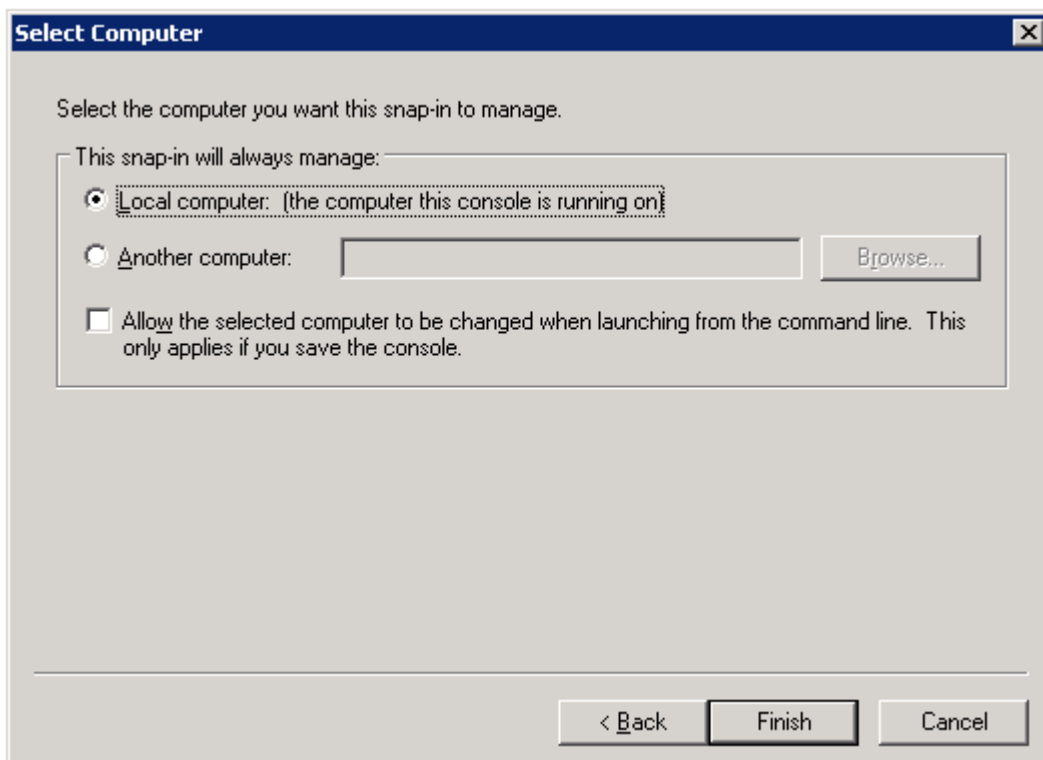 Select Computer
Select the computer you want this snap-in to manage.
This snap-in will always manage:
Local computer:  (the computer this console is running on)
Another computer:
Browse...
Allow the selected computer to be changed when launching from the command line.  This
only applies if you save the console.
< Back
Finish
Cancel